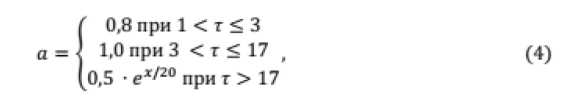 0,8 при 1 < τ ≤ 3
a = { 1,0 при 3 < τ ≤ 17 , (4)
0,5 · e^{x/20} при τ > 17